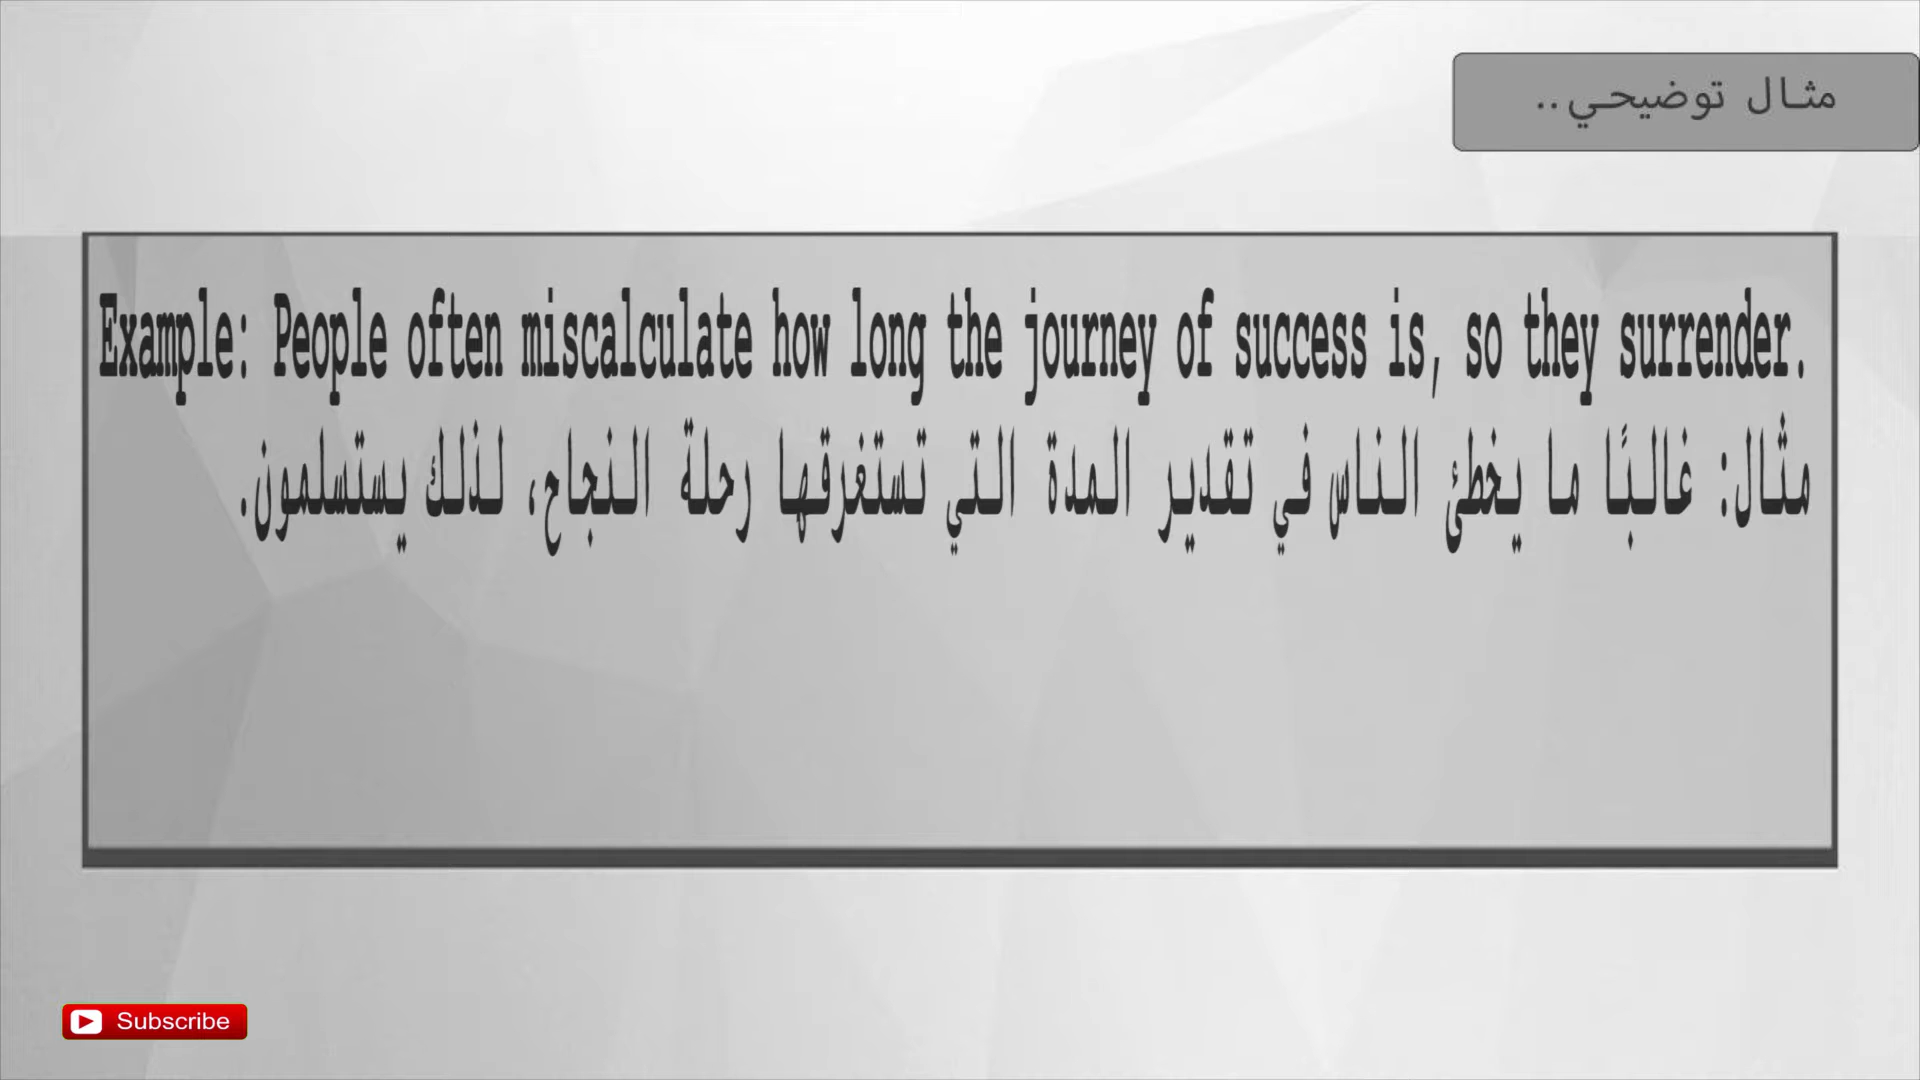 مثال توضيحي..
Example: People often miscalculate how long the journey of success is, so they surrender.
مثال: غالبًا ما يخطئ الناس في تقدير المدة التي تستغرقها رحلة النجاح، لذلك يستسلمون.
Subscribe